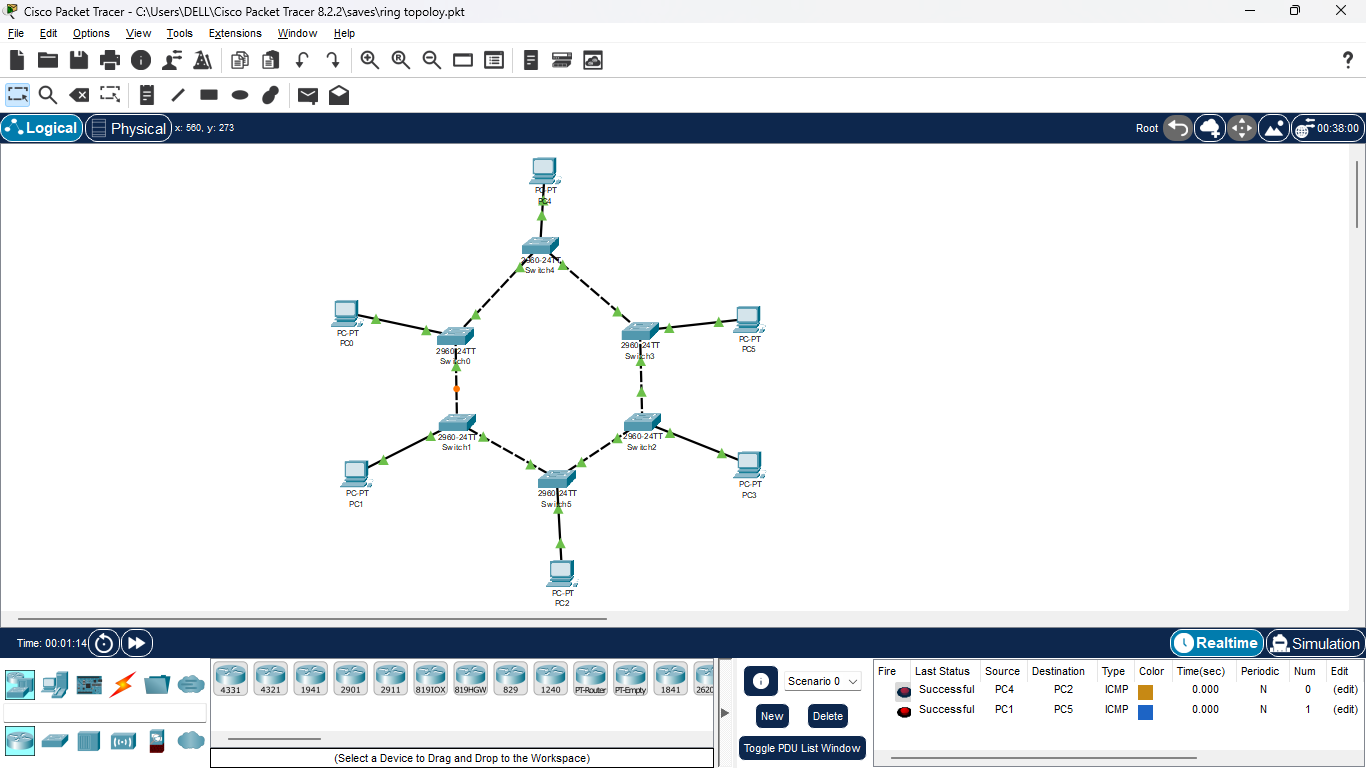 Cisco Packet Tracer - C:\Users\DELL\Cisco Packet Tracer 8.2.2\saves\ring topoloy.pkt
File Edit Options View Tools Extensions Window Help
Logical Physical x: 560, y: 273 Root 00:38:00
PC-PT
PC4
2960-24TT
Switch4
PC-PT
PC0
2960-24TT
Switch0
2960-24TT
Switch3
PC-PT
PC5
2960-24TT
Switch1
2960-24TT
Switch2
PC-PT
PC1
2960-24TT
Switch5
PC-PT
PC3
PC-PT
PC2
Time: 00:01:14 Realtime Simulation
4331 4321 1941 2901 2911 819IOX 819HGW 829 1240 PT-Router PT-Empty 1841 2620
(Select a Device to Drag and Drop to the Workspace)
Scenario 0
New Delete
Toggle PDU List Window
Fire Last Status Source Destination Type Color Time(sec) Periodic Num Edit
Successful PC4 PC2 ICMP 0.000 N 0 (edit)
Successful PC1 PC5 ICMP 0.000 N 1 (edit)